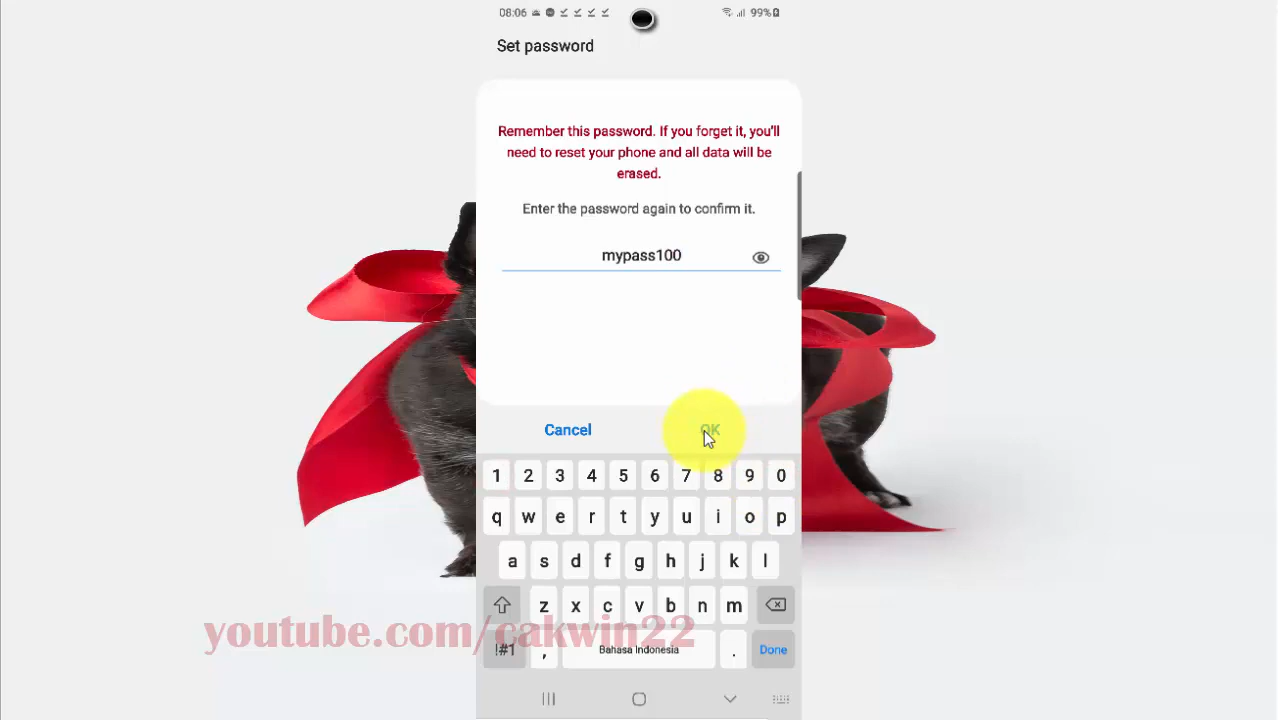 08:06 99%
Set password
Remember this password. If you forget it, you'll
need to reset your phone and all data will be
erased.
Enter the password again to confirm it.
mypass100
Cancel OK
1 2 3 4 5 6 7 8 9 0
q w e r t y u i o p
a s d f g h j k l
z x c v b n m
youtube.com/cakwin22
!#1 , Bahasa Indonesia . Done